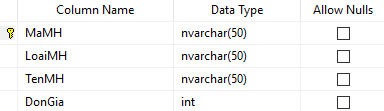 Column Name Data Type Allow Nulls
MaMH nvarchar(50)
LoaiMH nvarchar(50)
TenMH nvarchar(50)
DonGia int